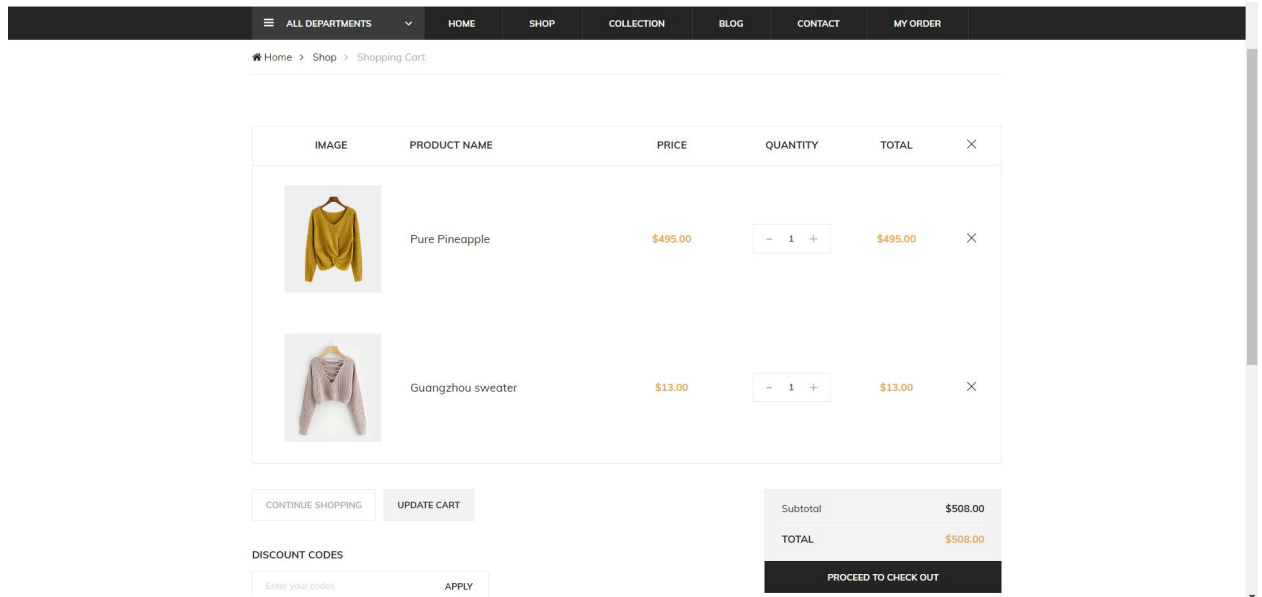 ALL DEPARTMENTS HOME SHOP COLLECTION BLOG CONTACT MY ORDER
Home > Shop > Shopping Cart
IMAGE PRODUCT NAME PRICE QUANTITY TOTAL
Pure Pineapple $495.00 - 1 + $495.00
Guangzhou sweater $13.00 - 1 + $13.00
CONTINUE SHOPPING UPDATE CART
Subtotal $508.00
TOTAL $508.00
DISCOUNT CODES
PROCEED TO CHECK OUT
Enter your codes APPLY